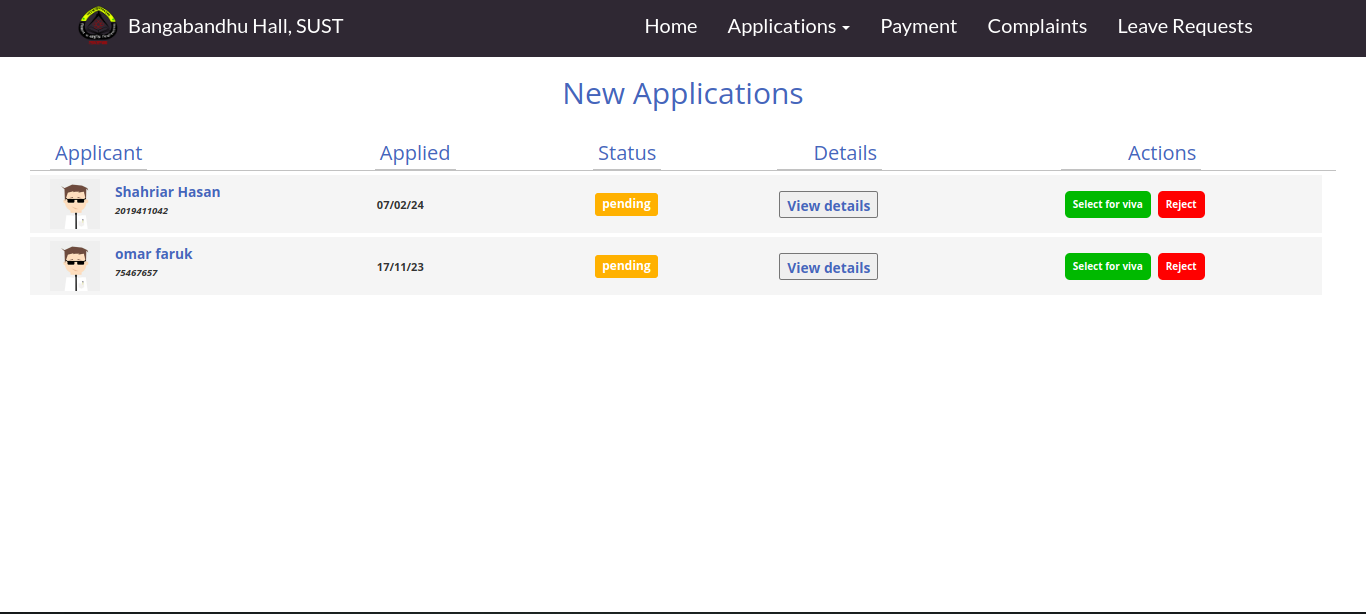 Bangabandhu Hall, SUST
Home Applications Payment Complaints Leave Requests
New Applications
Applicant Applied Status Details Actions
Shahriar Hasan
2019411042
07/02/24 pending View details Select for viva Reject
omar faruk
75467657
17/11/23 pending View details Select for viva Reject